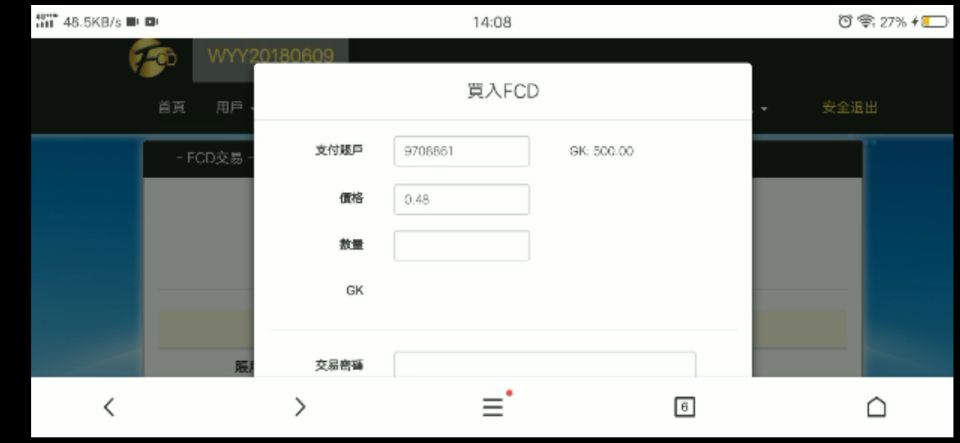 48.5KB/s
14:08
27%
FCD
WYY20180609
首頁 用戶
安全退出
- FCD交易 -
買入FCD
支付賬戶 9708861 GK: 500.00
價格 0.48
數量
GK
交易密碼
6